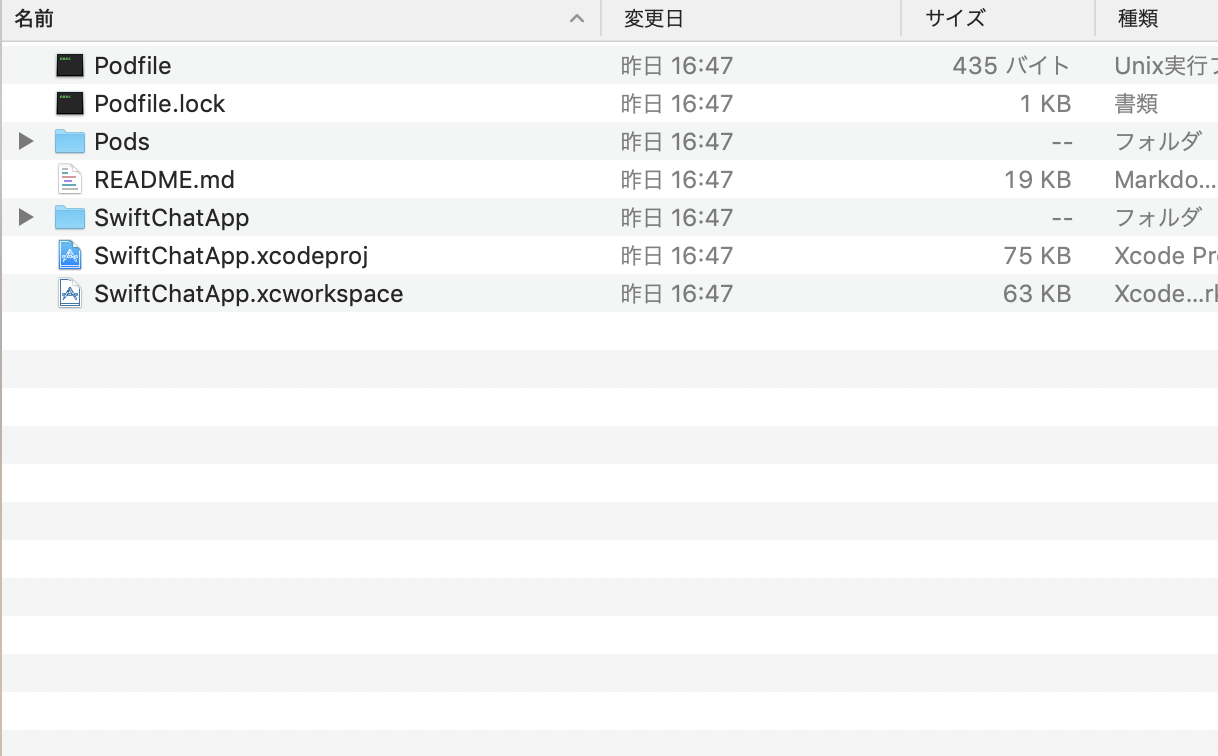 名前 変更日 サイズ 種類
Podfile 昨日 16:47 435 バイト Unix実行
Podfile.lock 昨日 16:47 1 KB 書類
Pods 昨日 16:47 -- フォルダ
README.md 昨日 16:47 19 KB Markdo...
SwiftChatApp 昨日 16:47 -- フォルダ
SwiftChatApp.xcodeproj 昨日 16:47 75 KB Xcode Pr
SwiftChatApp.xcworkspace 昨日 16:47 63 KB Xcode...r